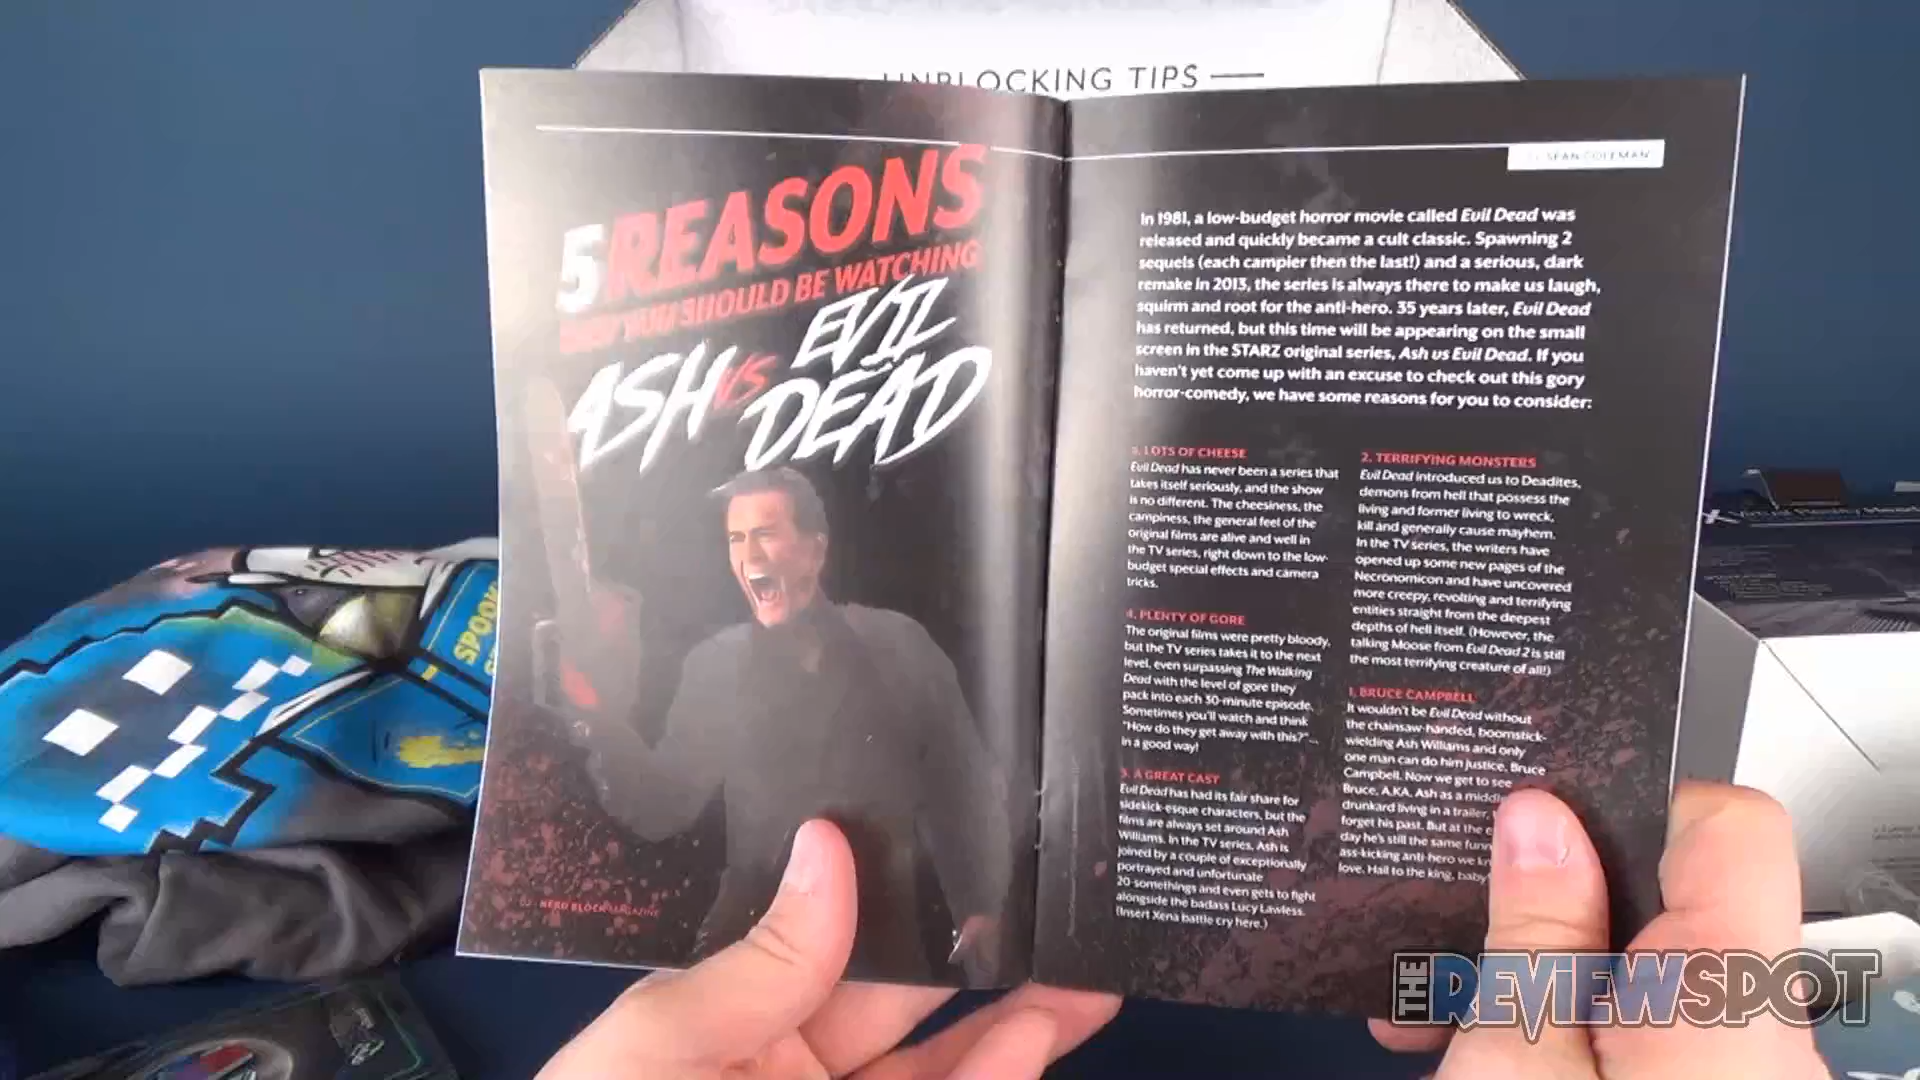 UNBLOCKING TIPS
5 REASONS
WHY YOU SHOULD BE WATCHING
ASH VS EVIL
DEAD
02 - NERD BLOCK MAGAZINE
SEAN COLEMAN
In 1981, a low-budget horror movie called Evil Dead was
released and quickly became a cult classic. Spawning 2
sequels (each campier then the last!) and a serious, dark
remake in 2013, the series is always there to make us laugh,
squirm and root for the anti-hero. 35 years later, Evil Dead
has returned, but this time will be appearing on the small
screen in the STARZ original series, Ash vs Evil Dead. If you
haven't yet come up with an excuse to check out this gory
horror-comedy, we have some reasons for you to consider:
5. LOTS OF CHEESE
Evil Dead has never been a series that
takes itself seriously, and the show
is no different. The cheesiness, the
campiness, the general feel of the
original films are alive and well in
the TV series, right down to the low-
budget special effects and camera
tricks.
4. PLENTY OF GORE
The original films were pretty bloody,
but the TV series takes it to the next
level, even surpassing The Walking
Dead with the level of gore they
pack into each 30-minute episode.
Sometimes you'll watch and think
"How do they get away with this?"...
in a good way!
3. A GREAT CAST
Evil Dead has had its fair share for
sidekick-esque characters, but the
films are always set around Ash
Williams. In the TV series, Ash is
joined by a couple of exceptionally
portrayed and unfortunate
20-somethings and even gets to fight
alongside the badass Lucy Lawless.
(Insert Xena battle cry here.)
2. TERRIFYING MONSTERS
Evil Dead introduced us to Deadites,
demons from hell that possess the
living and former living to wreck,
kill and generally cause mayhem.
In the TV series, the writers have
opened up some new pages of the
Necronomicon and have uncovered
more creepy, revolting and terrifying
entities straight from the deepest
depths of hell itself. (However, the
talking Moose from Evil Dead 2 is still
the most terrifying creature of all!)
1. BRUCE CAMPBELL
It wouldn't be Evil Dead without
the chainsaw-handed, boomstick-
wielding Ash Williams and only
one man can do him justice, Bruce
Campbell. Now we get to see
Bruce, A.K.A. Ash as a middle
drunkard living in a trailer,
forget his past. But at the e
day he's still the same funn
ass-kicking anti-hero we kn
love. Hail to the king, baby
SPOOK
THE REVIEWSPOT